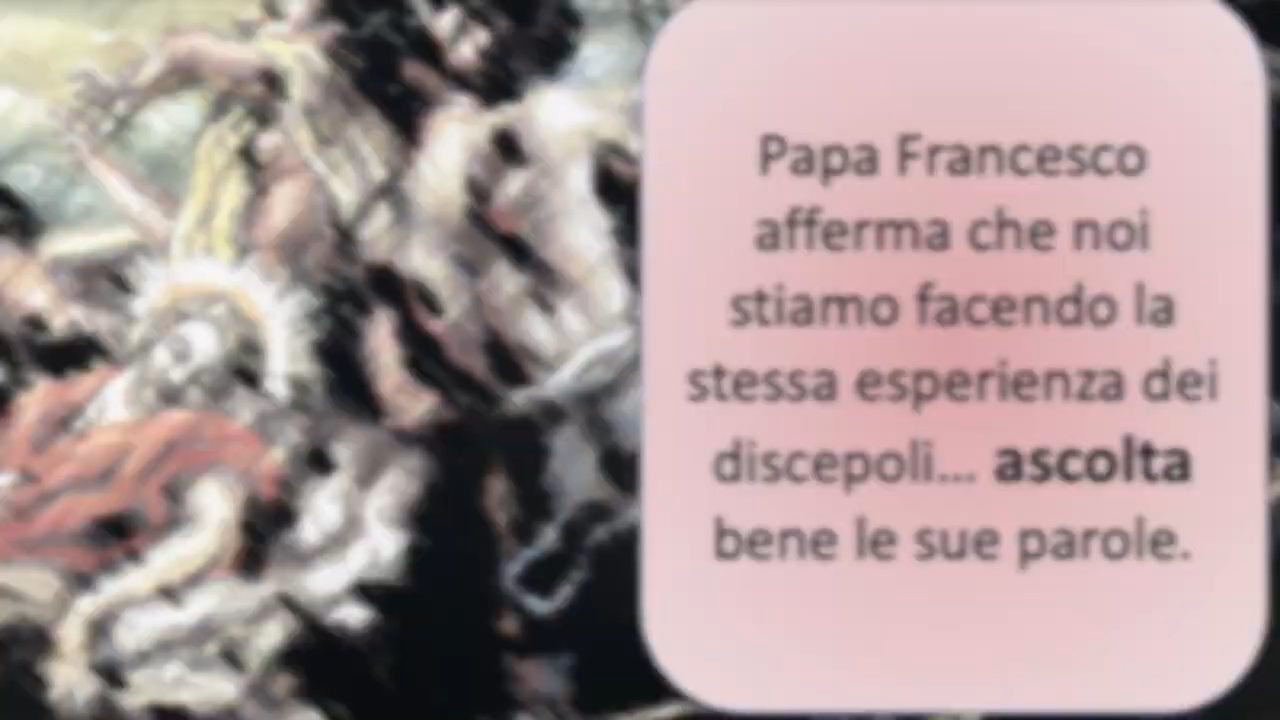 Papa Francesco
afferma che noi
stiamo facendo la
stessa esperienza dei
discepoli... ascolta
bene le sue parole.